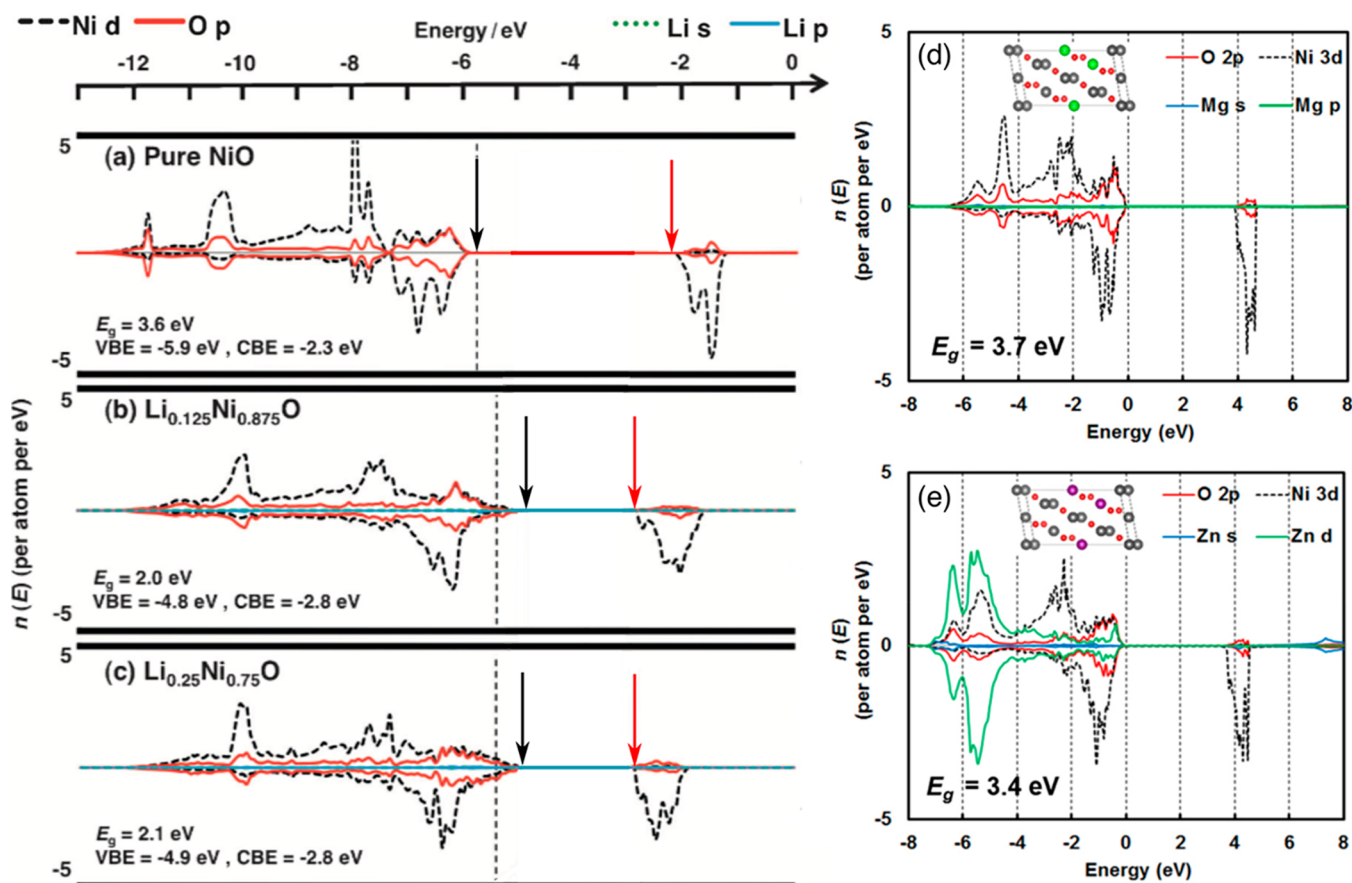 Ni d O p Energy / eV Li s Li p
-12 -10 -8 -6 -4 -2 0
5
(a) Pure NiO
E_g = 3.6 eV
VBE = -5.9 eV , CBE = -2.3 eV
-5
5
(b) Li_0.125Ni_0.875O
E_g = 2.0 eV
VBE = -4.8 eV , CBE = -2.8 eV
-5
5
(c) Li_0.25Ni_0.75O
E_g = 2.1 eV
VBE = -4.9 eV , CBE = -2.8 eV
-5
n (E) (per atom per eV)
(d)
O 2p Ni 3d
Mg s Mg p
5
0
-5
n (E)
(per atom per eV)
E_g = 3.7 eV
-8 -6 -4 -2 0 2 4 6 8
Energy (eV)
(e)
O 2p Ni 3d
Zn s Zn d
5
0
-5
n (E)
(per atom per eV)
E_g = 3.4 eV
-8 -6 -4 -2 0 2 4 6 8
Energy (eV)